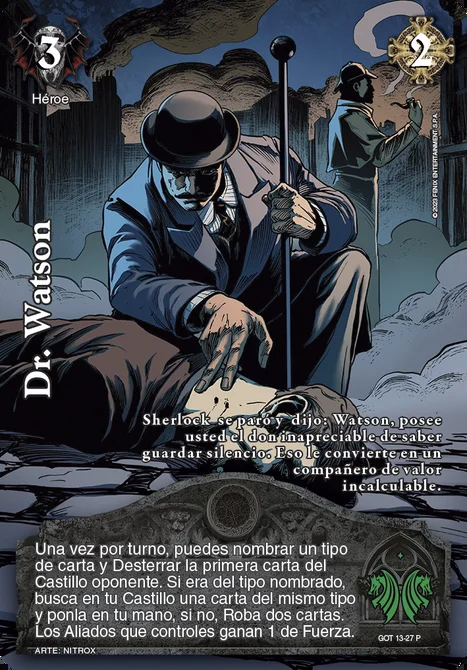 3
2
Héroe
© 2023 FENIX ENTERTAINMENT S.P.A
Dr. Watson
Sherlock se paró y dijo: Watson, posee
usted el don inapreciable de saber
guardar silencio. Eso le convierte en un
compañero de valor
incalculable.
Una vez por turno, puedes nombrar un tipo
de carta y Desterrar la primera carta del
Castillo oponente. Si era del tipo nombrado,
busca en tu Castillo una carta del mismo tipo
y ponla en tu mano, si no, Roba dos cartas.
Los Aliados que controles ganan 1 de Fuerza.
GOT 13-27 P
ARTE: NITROX